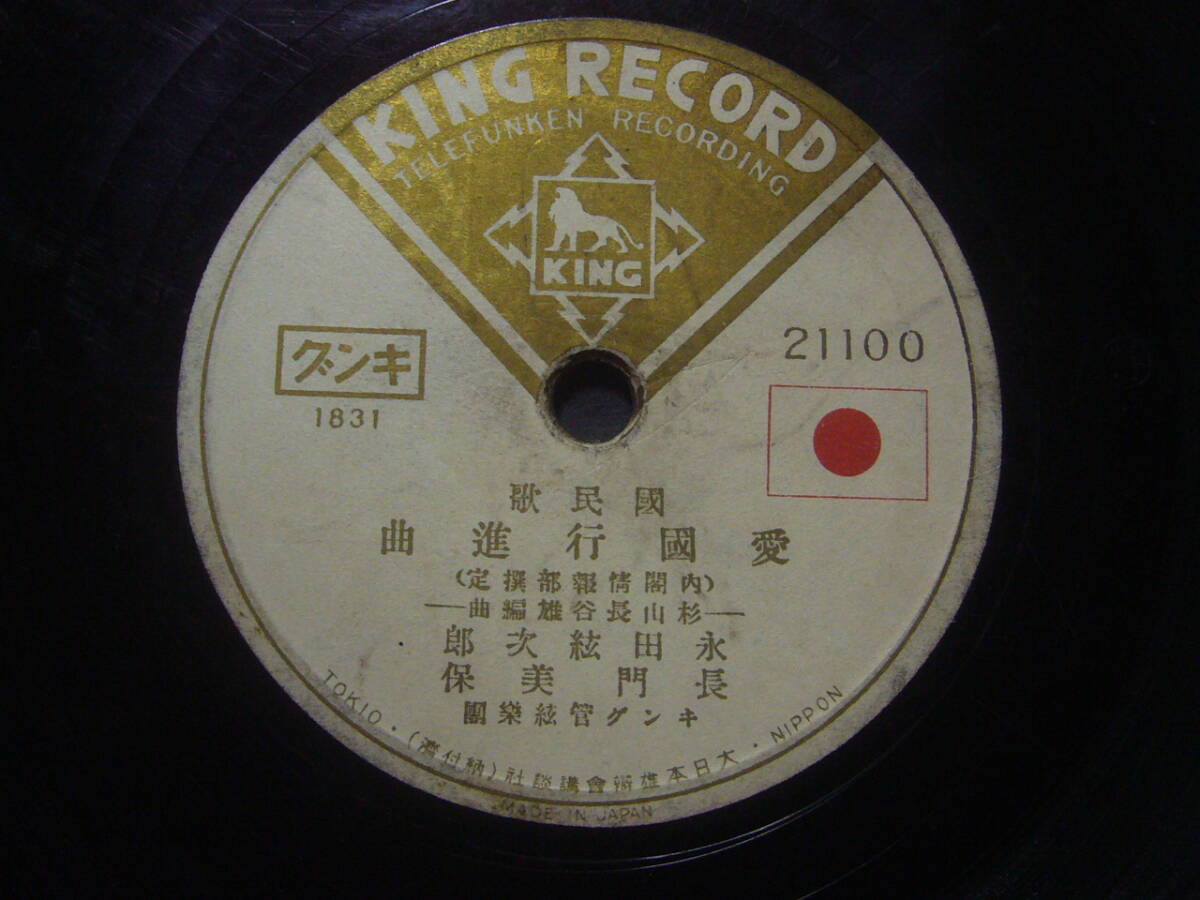 KING RECORD
TELEFUNKEN RECORDING
KING
キング
1831
21100
國民歌
愛國行進曲
(內閣情報部撰定)
—杉山長谷雄編曲—
永田絃次郎
長門美保
キング管絃樂團
TOKIO・大日本雄辯會講談社(納付濟)・NIPPON
MADE IN JAPAN